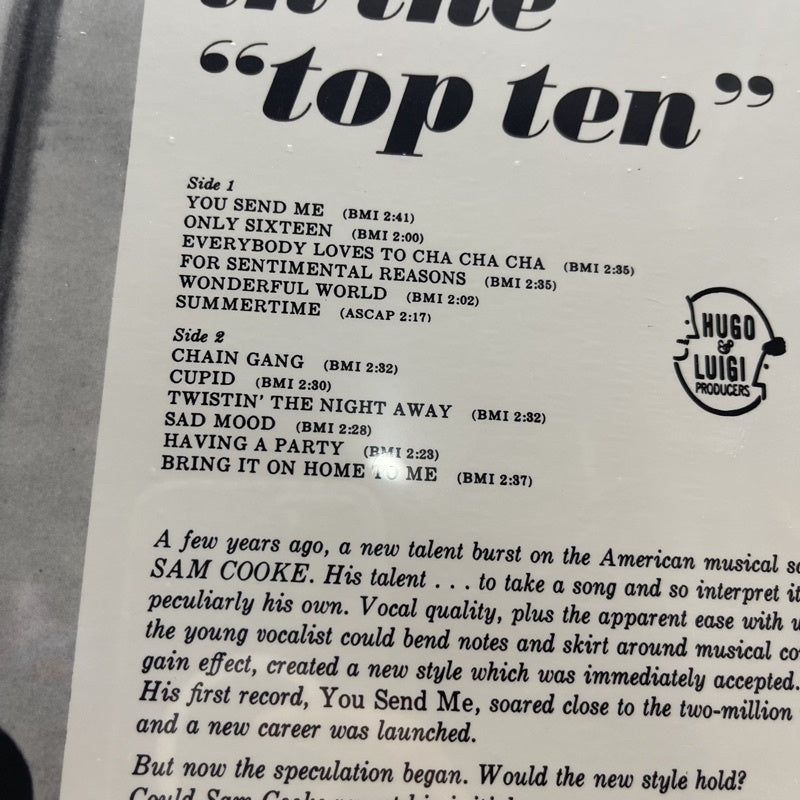 in the
“top ten”
Side 1
YOU SEND ME (BMI 2:41)
ONLY SIXTEEN (BMI 2:00)
EVERYBODY LOVES TO CHA CHA CHA (BMI 2:35)
FOR SENTIMENTAL REASONS (BMI 2:35)
WONDERFUL WORLD (BMI 2:02)
SUMMERTIME (ASCAP 2:17)
Side 2
CHAIN GANG (BMI 2:32)
CUPID (BMI 2:30)
TWISTIN’ THE NIGHT AWAY (BMI 2:32)
SAD MOOD (BMI 2:28)
HAVING A PARTY (BMI 2:23)
BRING IT ON HOME TO ME (BMI 2:37)
HUGO
&
LUIGI
PRODUCERS
A few years ago, a new talent burst on the American musical
SAM COOKE. His talent . . . to take a song and so interpret it
peculiarly his own. Vocal quality, plus the apparent ease with
the young vocalist could bend notes and skirt around musical
gain effect, created a new style which was immediately accepted.
His first record, You Send Me, soared close to the two-million
and a new career was launched.
But now the speculation began. Would the new style hold?
Could Sam Cooke